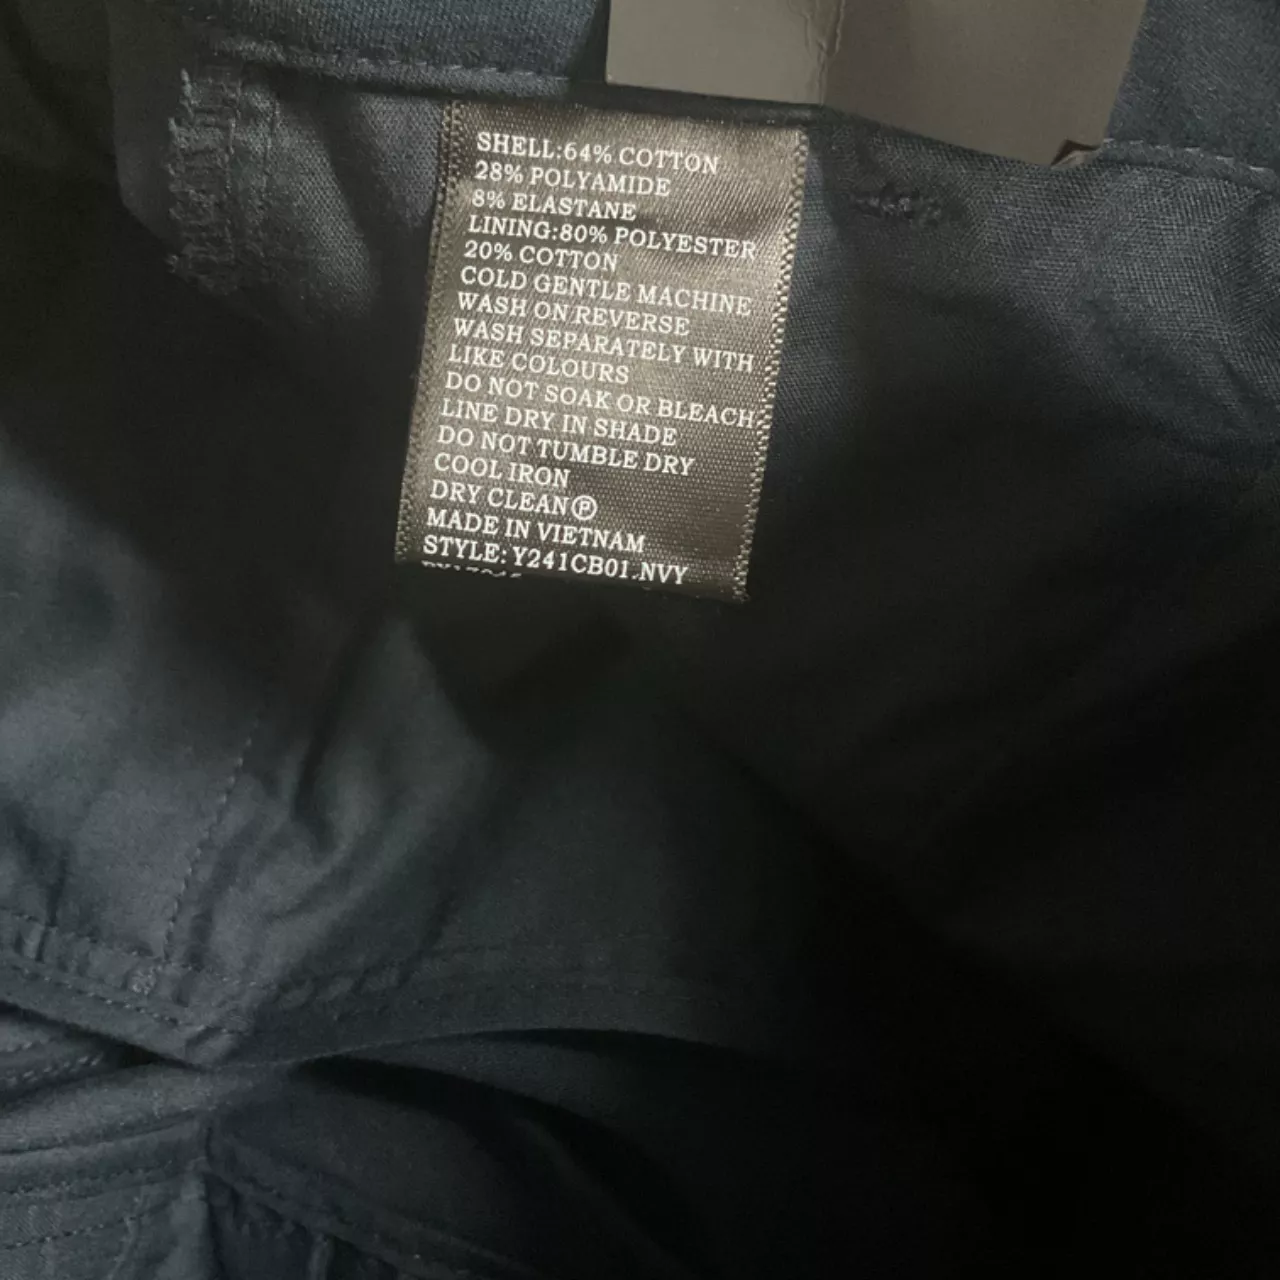 SHELL:64% COTTON
28% POLYAMIDE
8% ELASTANE
LINING:80% POLYESTER
20% COTTON
COLD GENTLE MACHINE
WASH ON REVERSE
WASH SEPARATELY WITH
LIKE COLOURS
DO NOT SOAK OR BLEACH
LINE DRY IN SHADE
DO NOT TUMBLE DRY
COOL IRON
DRY CLEAN Ⓟ
MADE IN VIETNAM
STYLE: Y241CB01.NVY